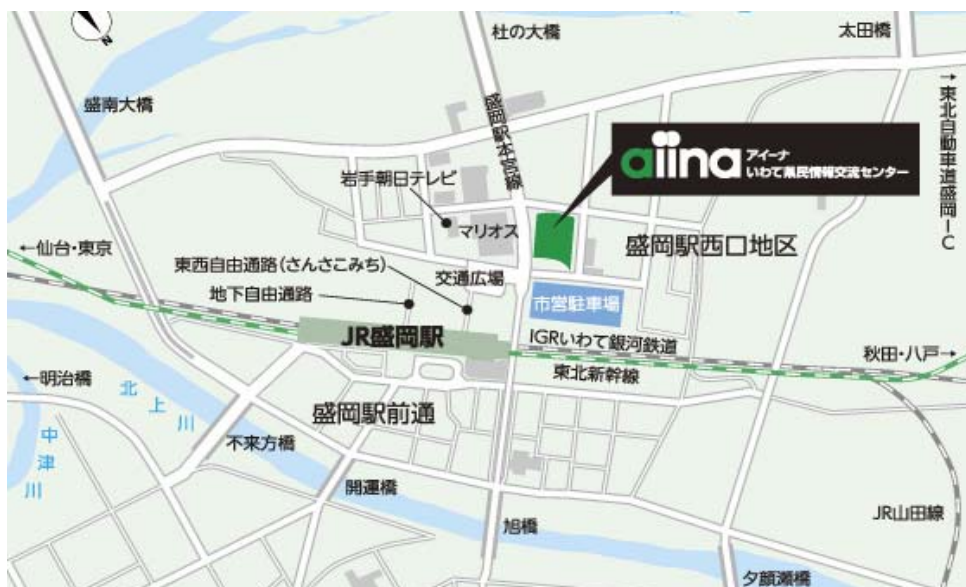 N
杜の大橋
太田橋
盛南大橋
盛岡駅本宮線
→東北自動車道盛岡IC
aiina
アイーナ
いわて県民情報交流センター
岩手朝日テレビ
マリオス
盛岡駅西口地区
←仙台・東京
東西自由通路(さんさこみち)
交通広場
地下自由通路
市営駐車場
JR盛岡駅
IGRいわて銀河鉄道
秋田・八戸→
東北新幹線
←明治橋
北上川
盛岡駅前通
中津川
不来方橋
開運橋
旭橋
JR山田線
夕顔瀬橋